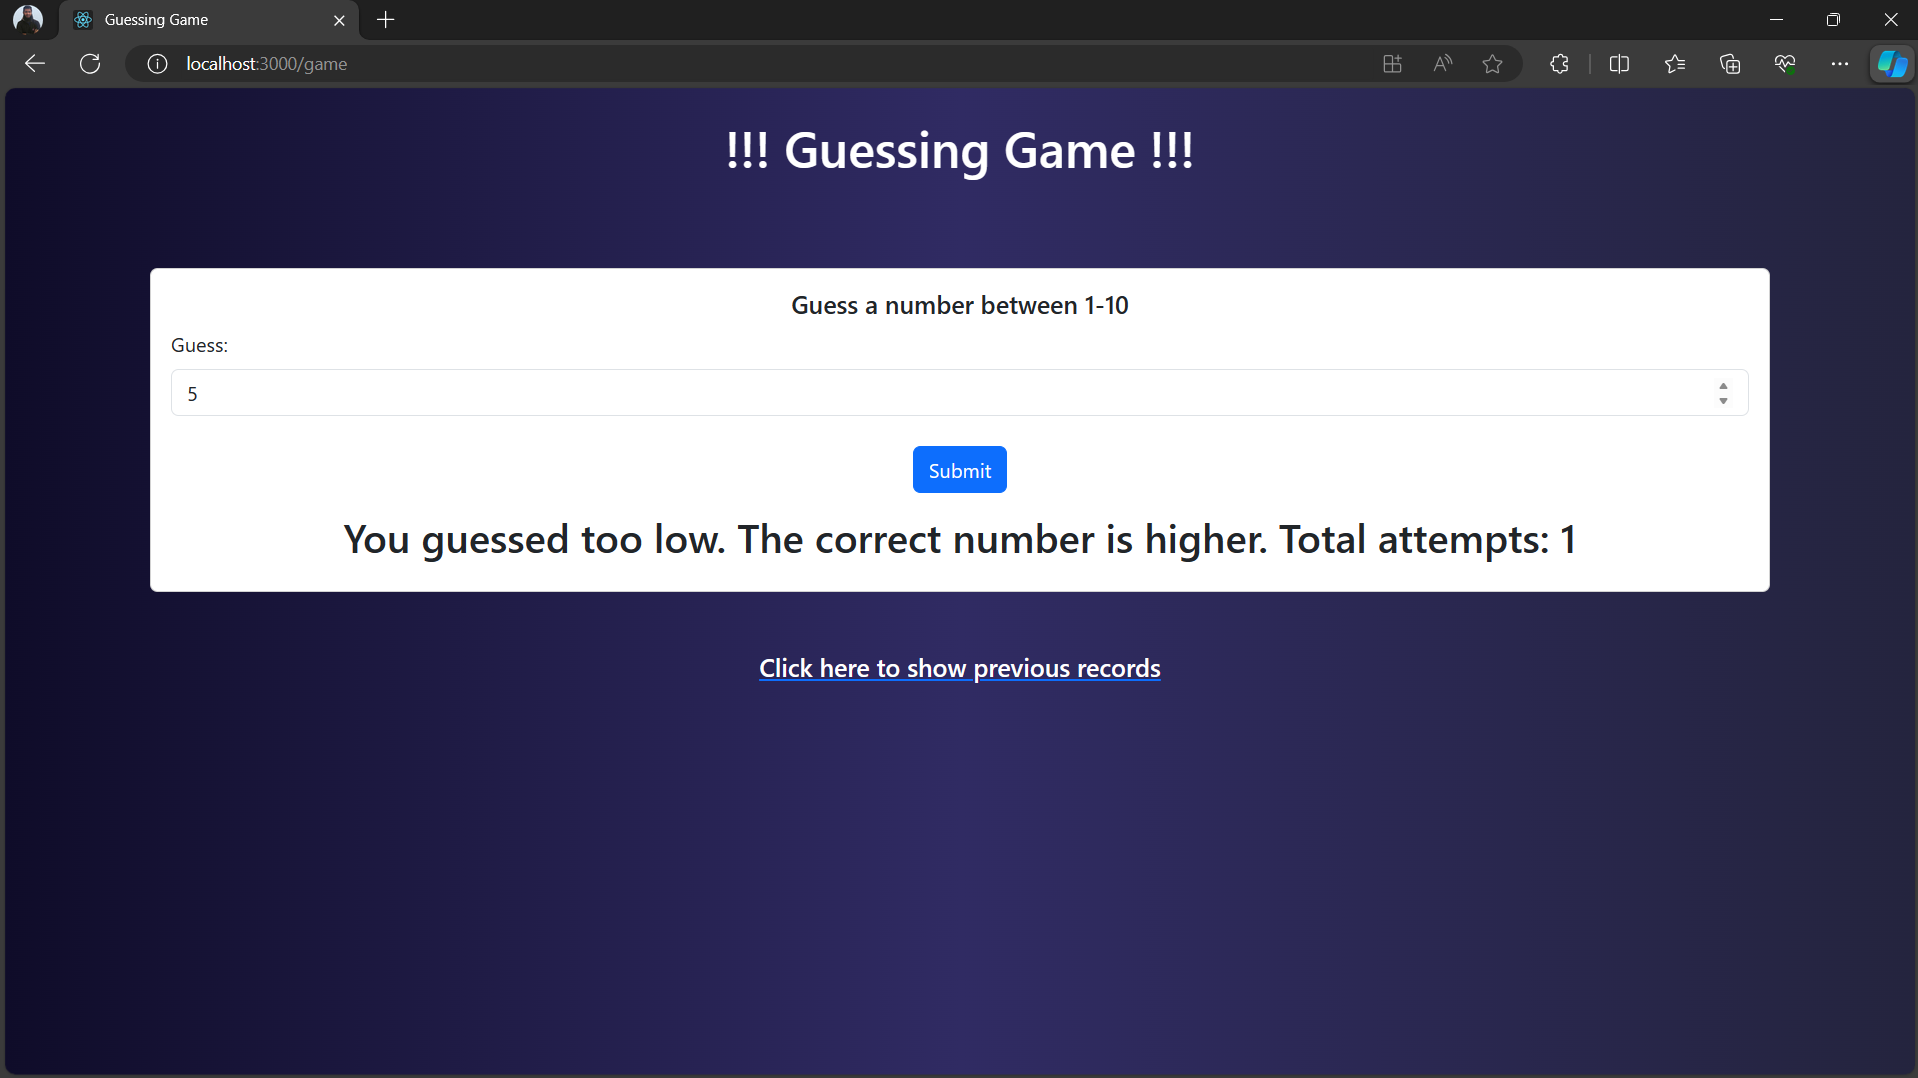 Guessing Game
localhost:3000/game
!!! Guessing Game !!!
Guess a number between 1-10
Guess:
5
Submit
You guessed too low. The correct number is higher. Total attempts: 1
Click here to show previous records